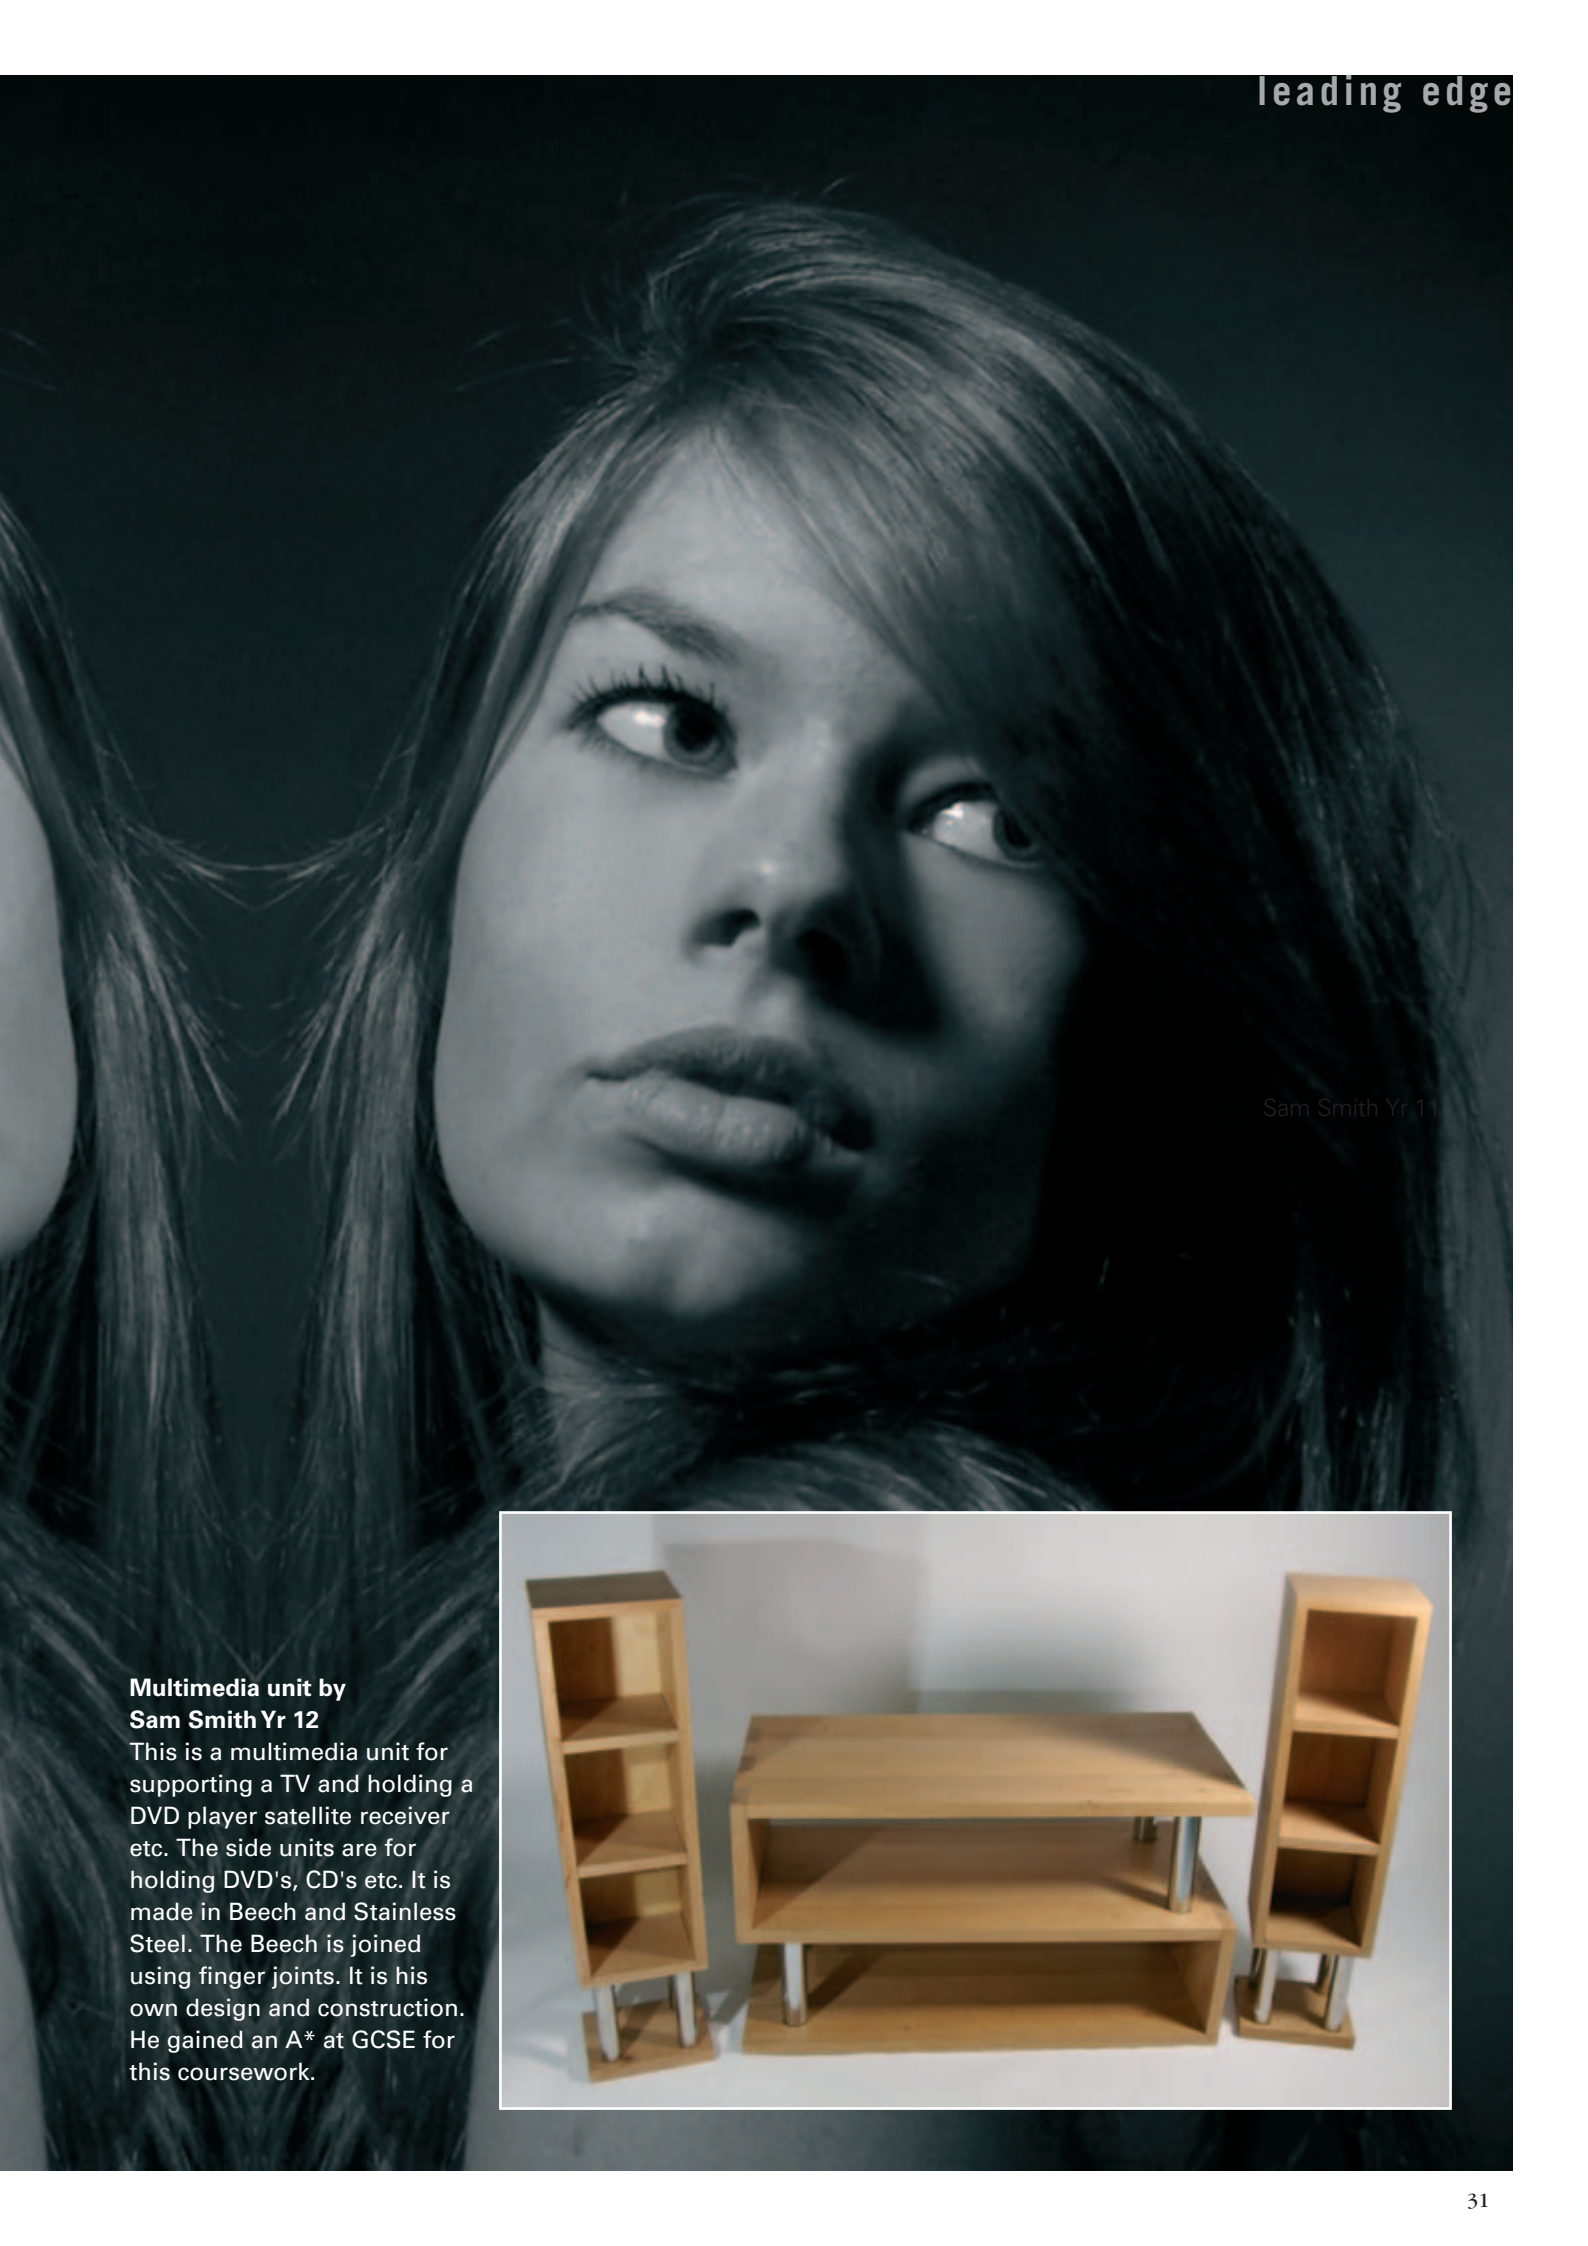 leading edge
Sam Smith Yr 11
Multimedia unit by
Sam Smith Yr 12
This is a multimedia unit for
supporting a TV and holding a
DVD player satellite receiver
etc. The side units are for
holding DVD's, CD's etc. It is
made in Beech and Stainless
Steel. The Beech is joined
using finger joints. It is his
own design and construction.
He gained an A* at GCSE for
this coursework.
31